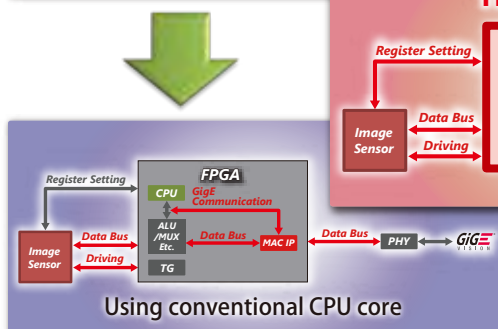 Register Setting
Data Bus
Driving
Image
Sensor
Register Setting
FPGA
CPU
GigE
Communication
ALU
/MUX
Etc.
Data Bus
MAC IP
Data Bus
PHY
GiGE
VISION
Data Bus
Driving
Image
Sensor
TG
Using conventional CPU core